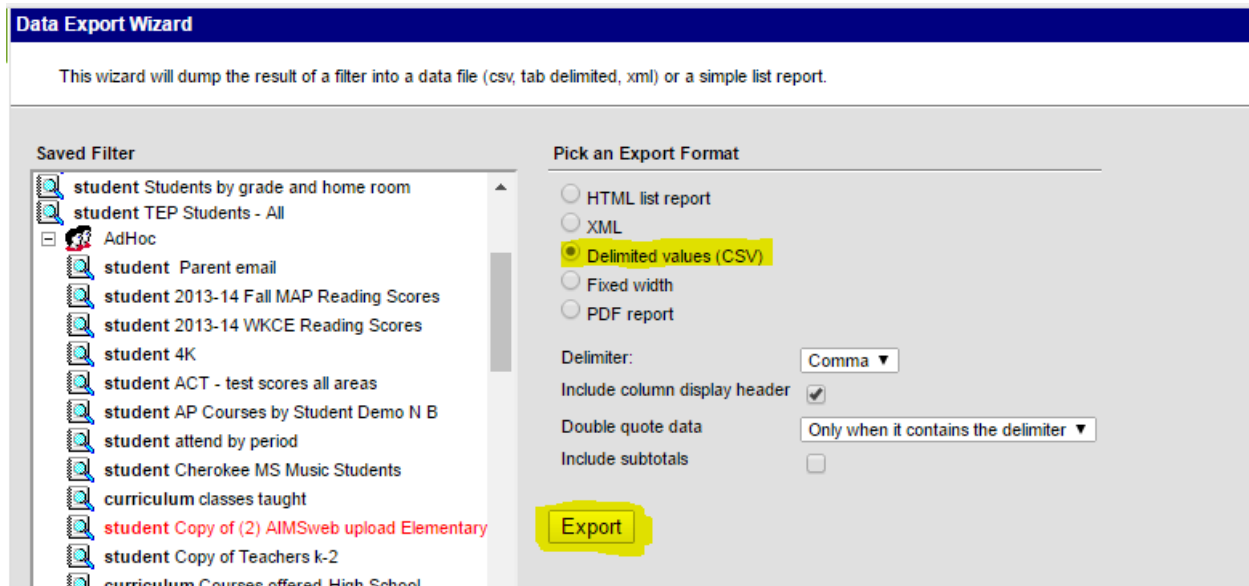 Data Export Wizard
This wizard will dump the result of a filter into a data file (csv, tab delimited, xml) or a simple list report.
Saved Filter
student Students by grade and home room
student TEP Students - All
AdHoc
student Parent email
student 2013-14 Fall MAP Reading Scores
student 2013-14 WKCE Reading Scores
student 4K
student ACT - test scores all areas
student AP Courses by Student Demo N B
student attend by period
student Cherokee MS Music Students
curriculum classes taught
student Copy of (2) AIMSweb upload Elementary
student Copy of Teachers k-2
curriculum Courses offered High School
Pick an Export Format
HTML list report
XML
Delimited values (CSV)
Fixed width
PDF report
Delimiter: Comma
Include column display header
Double quote data Only when it contains the delimiter
Include subtotals
Export